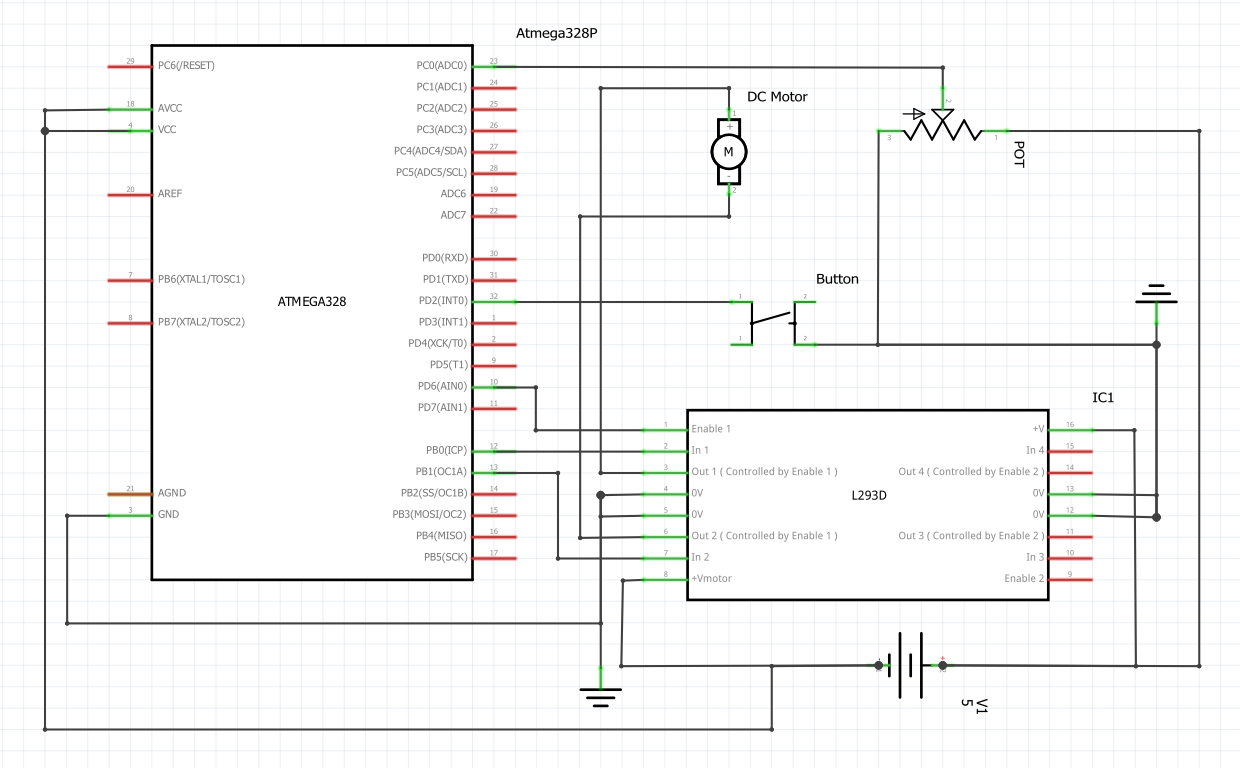 Atmega328P
29 PC6(/RESET)
18 AVCC
4 VCC
20 AREF
7 PB6(XTAL1/TOSC1)
8 PB7(XTAL2/TOSC2)
21 AGND
3 GND
ATMEGA328
PC0(ADC0) 23
PC1(ADC1) 24
PC2(ADC2) 25
PC3(ADC3) 26
PC4(ADC4/SDA) 27
PC5(ADC5/SCL) 28
ADC6 19
ADC7 22
PD0(RXD) 30
PD1(TXD) 31
PD2(INT0) 32
PD3(INT1) 1
PD4(XCK/T0) 2
PD5(T1) 9
PD6(AIN0) 10
PD7(AIN1) 11
PB0(ICP) 12
PB1(OC1A) 13
PB2(SS/OC1B) 14
PB3(MOSI/OC2) 15
PB4(MISO) 16
PB5(SCK) 17
DC Motor
1
+
M
-
2
2
3
1
POT
Button
1 2
1 2
IC1
1 Enable 1
2 In 1
3 Out 1 ( Controlled by Enable 1 )
4 0V
5 0V
6 Out 2 ( Controlled by Enable 1 )
7 In 2
8 +Vmotor
L293D
+V 16
In 4 15
Out 4 ( Controlled by Enable 2 ) 14
0V 13
0V 12
Out 3 ( Controlled by Enable 2 ) 11
In 3 10
Enable 2 9
+
V1
5